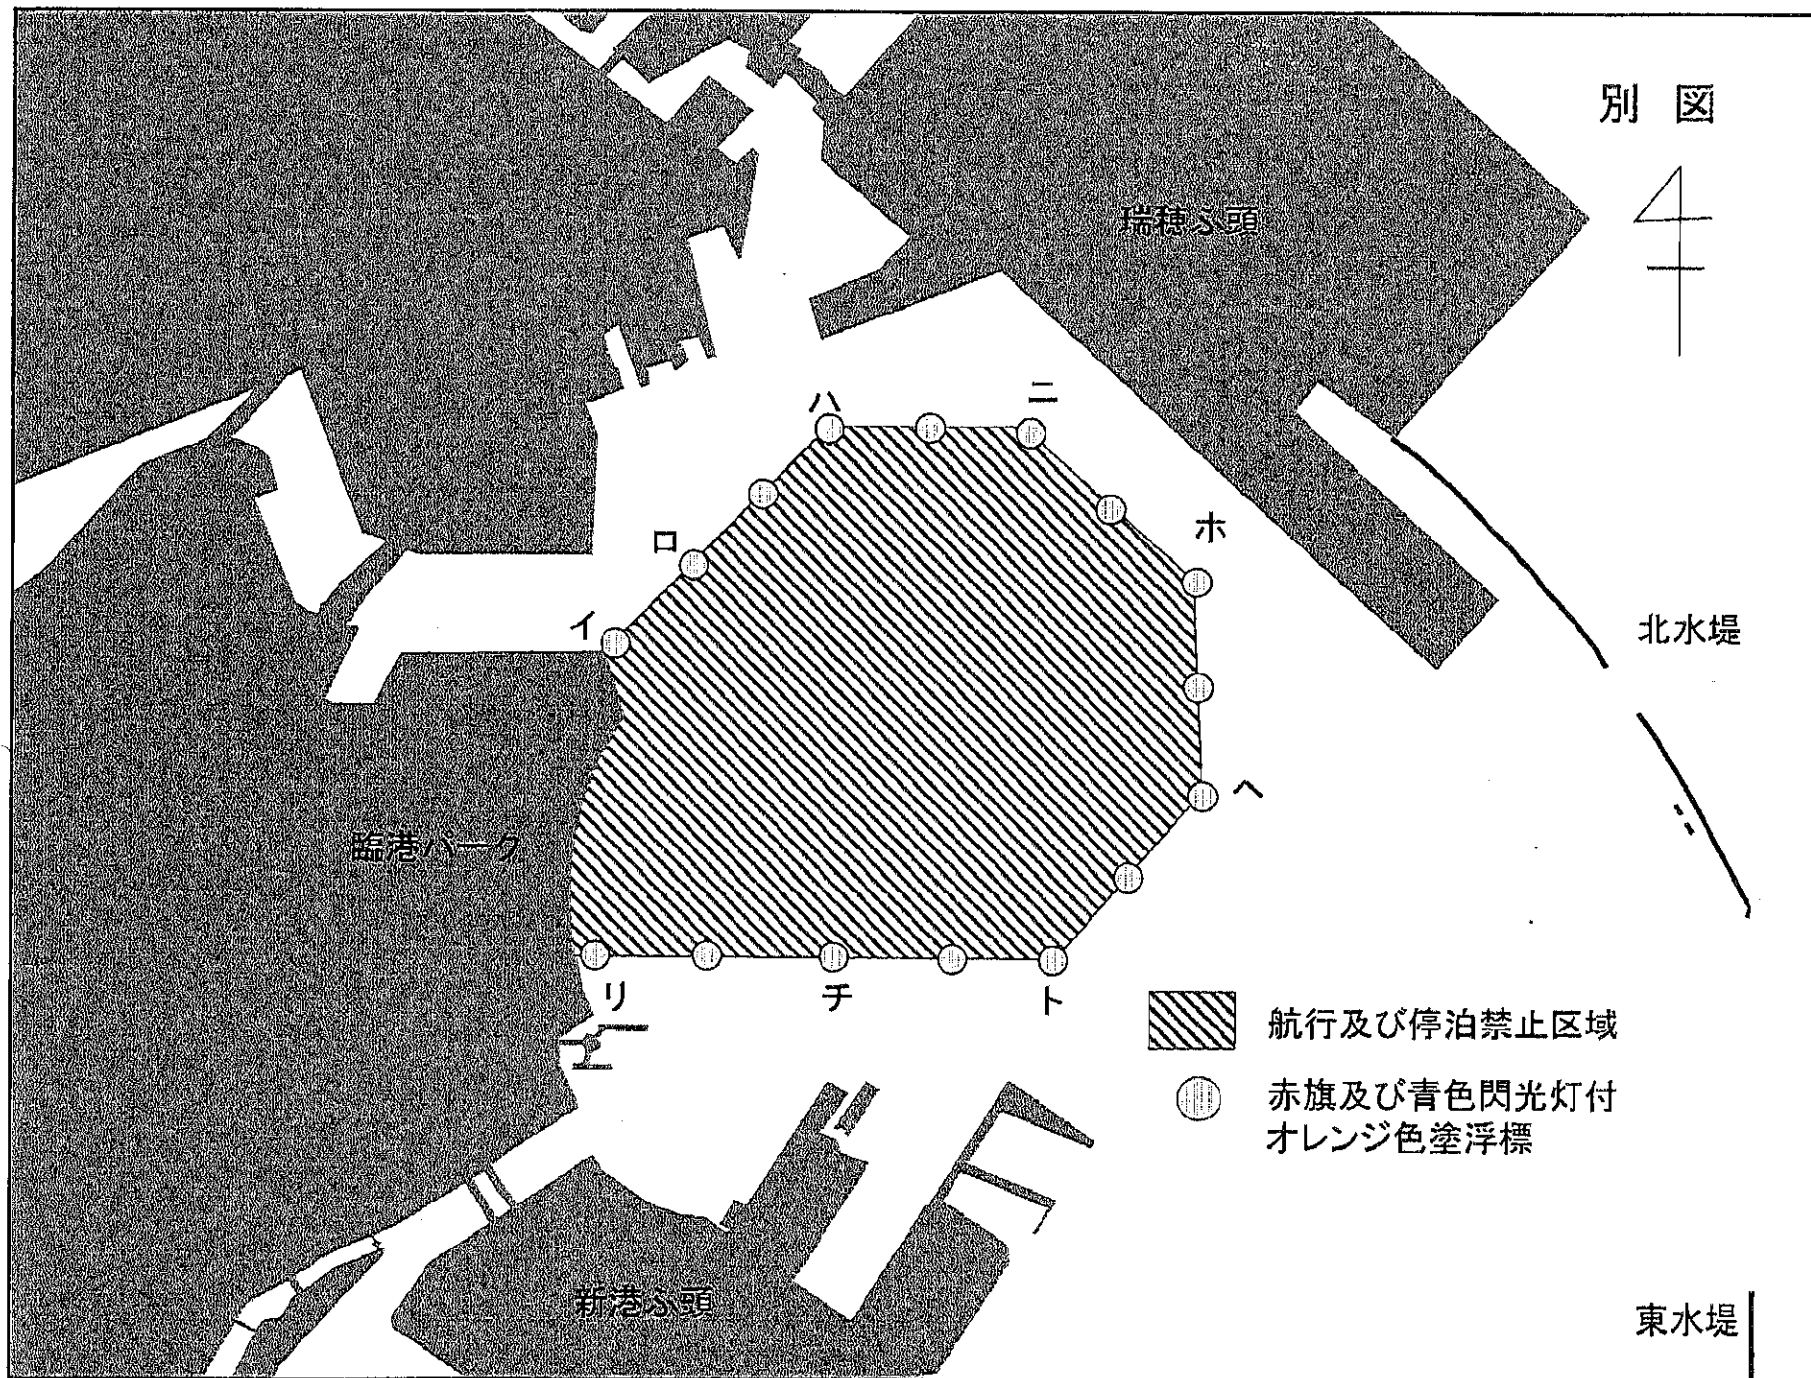 別 図
瑞穂ふ頭
ハ
ニ
ロ
ホ
イ
北水堤
ヘ
臨港パーク
リ
チ
ト
航行及び停泊禁止区域
赤旗及び青色閃光灯付
オレンジ色塗浮標
新港ふ頭
東水堤